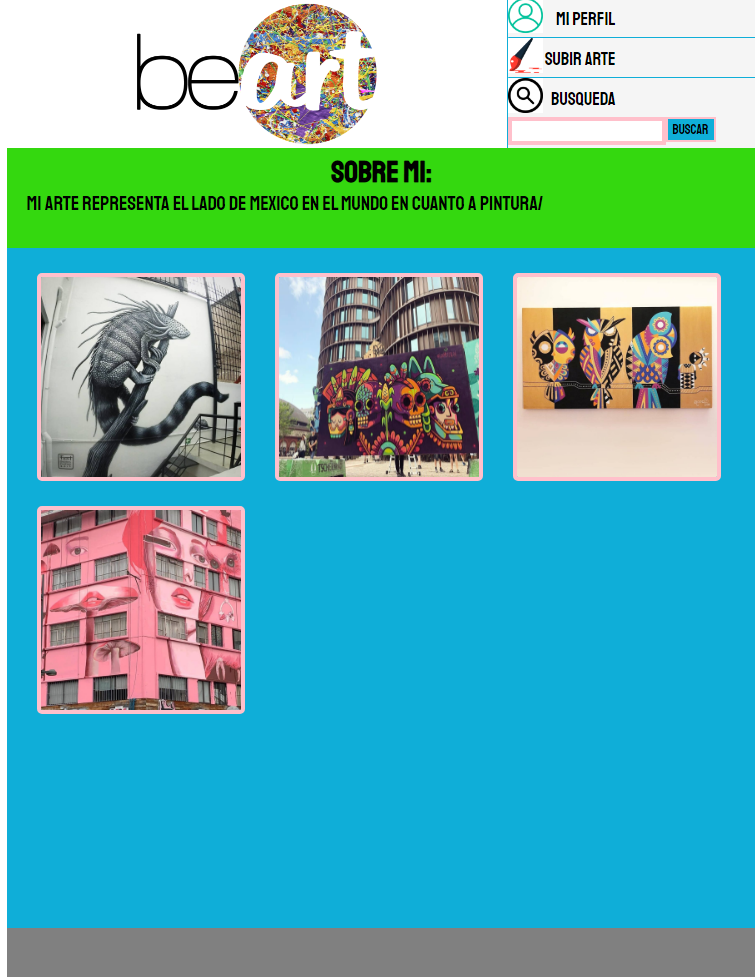 beart
MI PERFIL
SUBIR ARTE
BUSQUEDA
BUSCAR
SOBRE MI:
MI ARTE REPRESENTA EL LADO DE MEXICO EN EL MUNDO EN CUANTO A PINTURA/